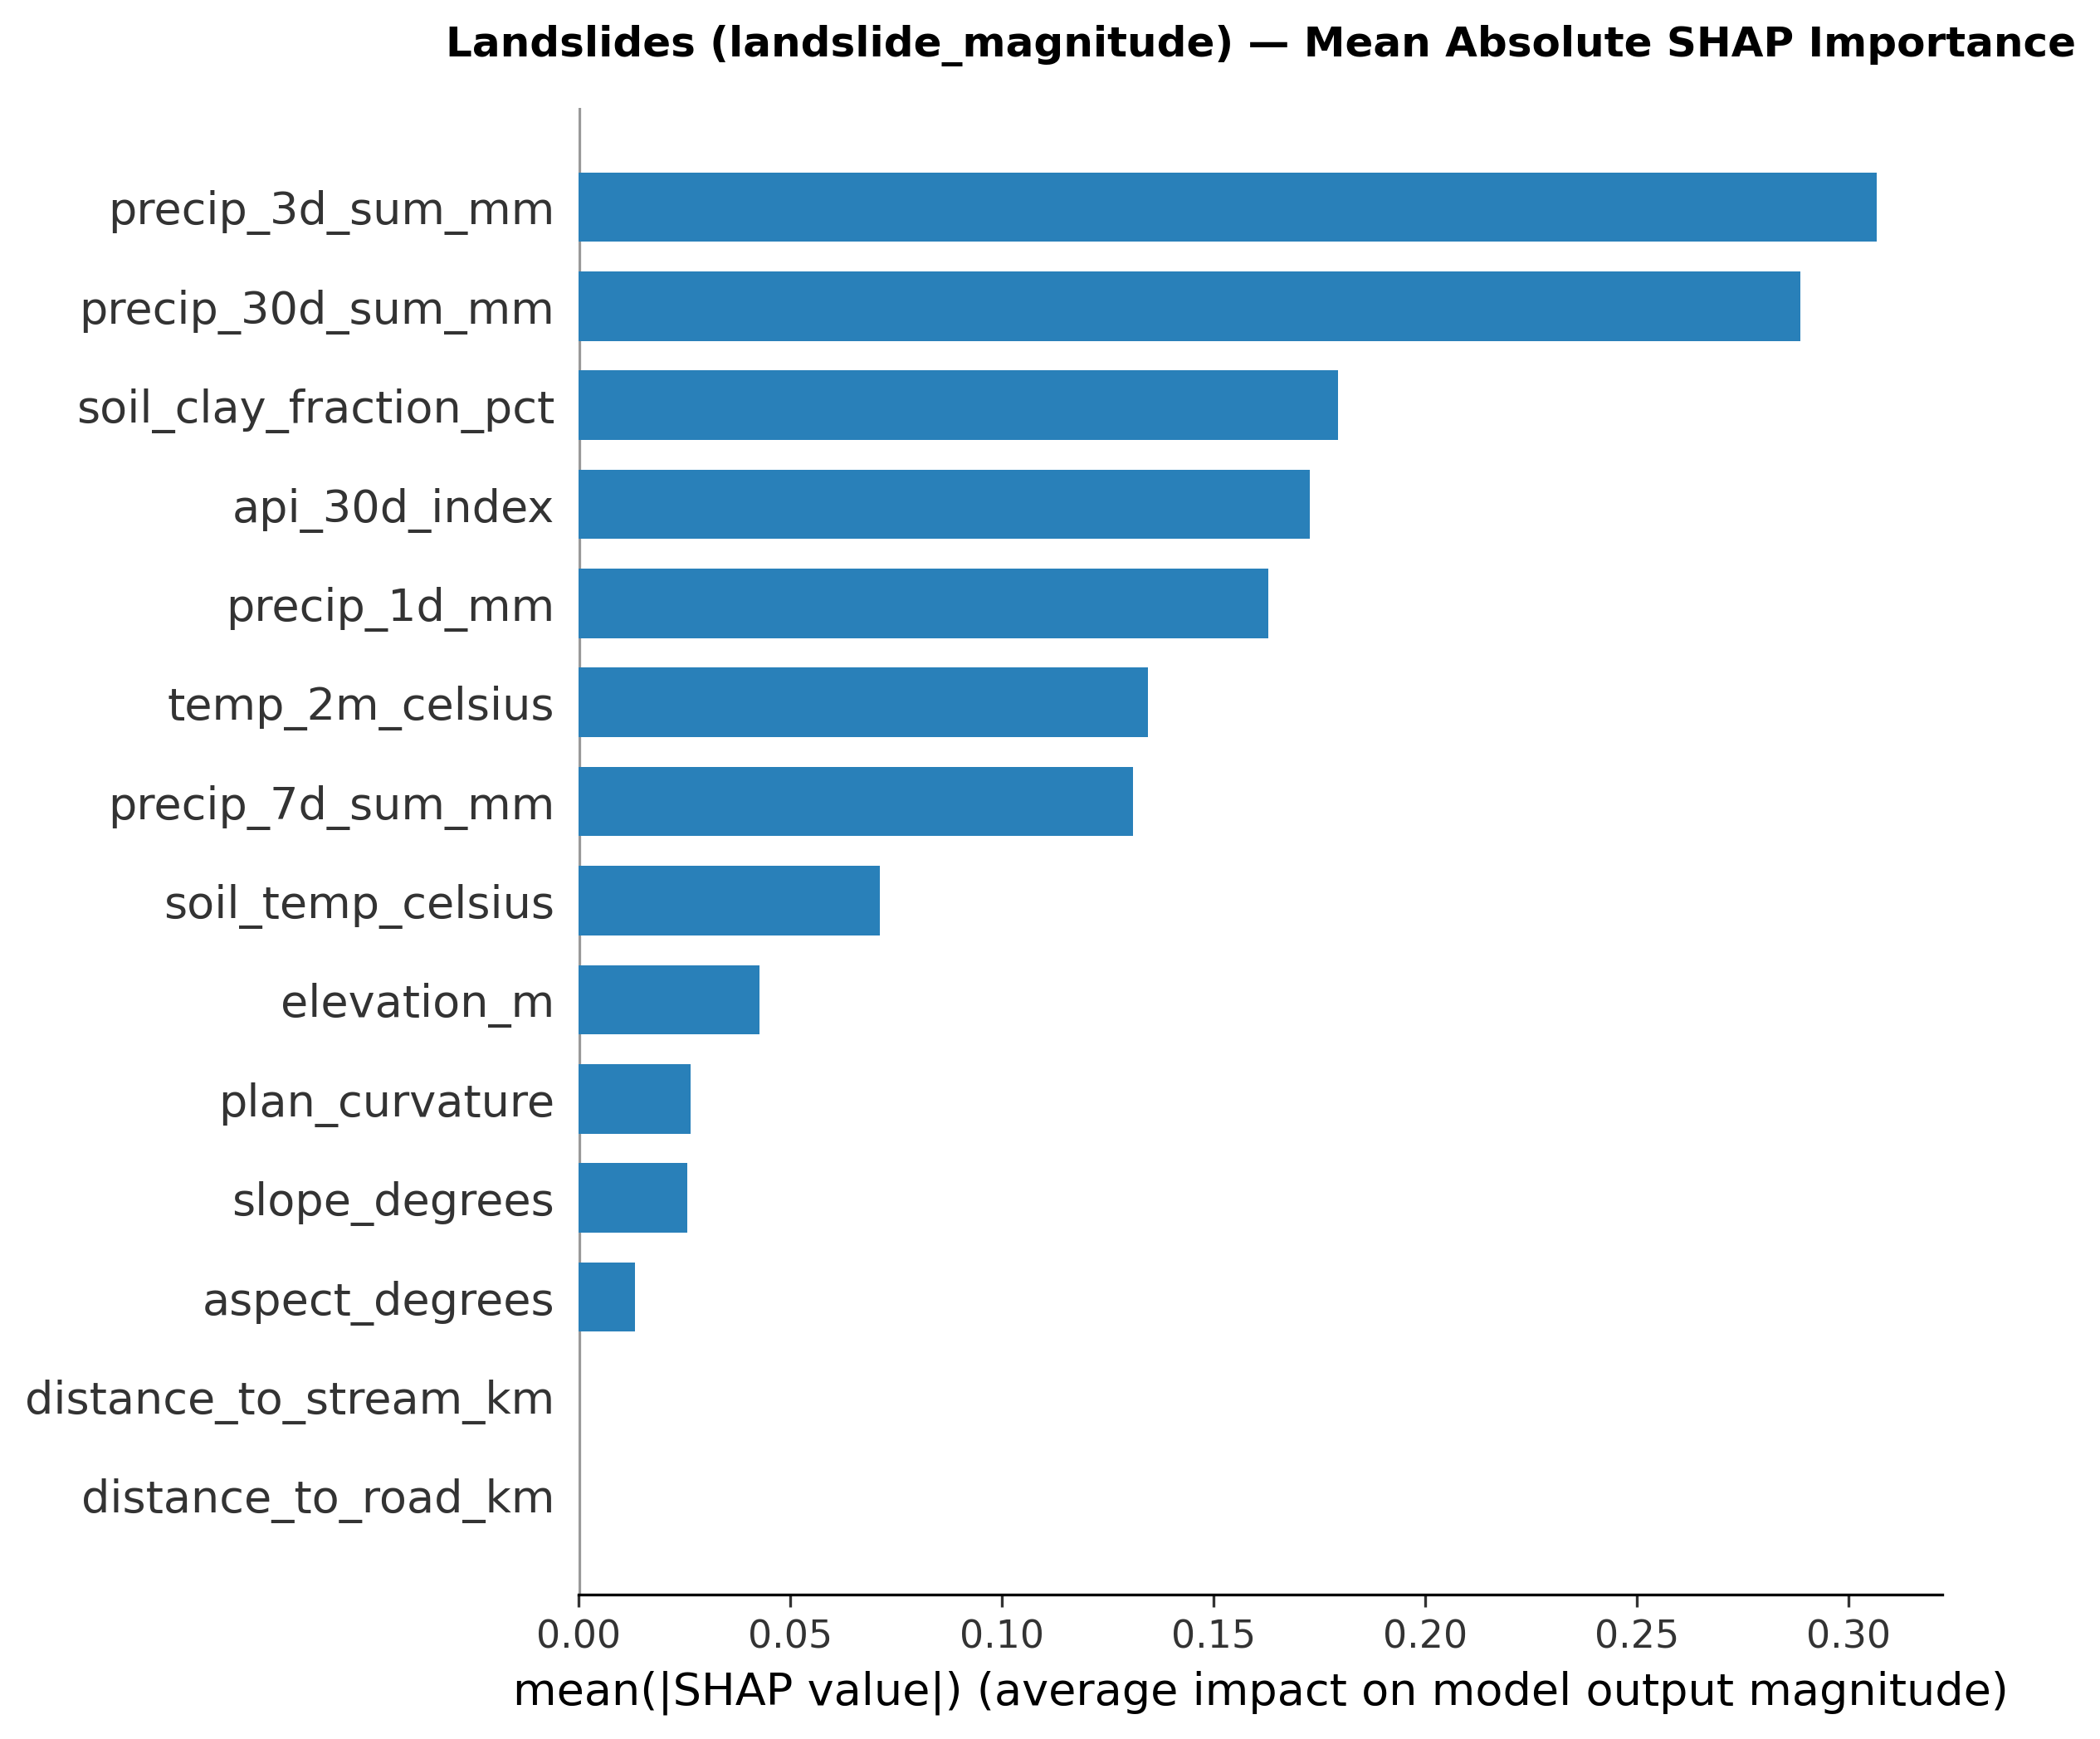 Landslides (landslide_magnitude) — Mean Absolute SHAP Importance
precip_3d_sum_mm
precip_30d_sum_mm
soil_clay_fraction_pct
api_30d_index
precip_1d_mm
temp_2m_celsius
precip_7d_sum_mm
soil_temp_celsius
elevation_m
plan_curvature
slope_degrees
aspect_degrees
distance_to_stream_km
distance_to_road_km
0.00 0.05 0.10 0.15 0.20 0.25 0.30
mean(|SHAP value|) (average impact on model output magnitude)